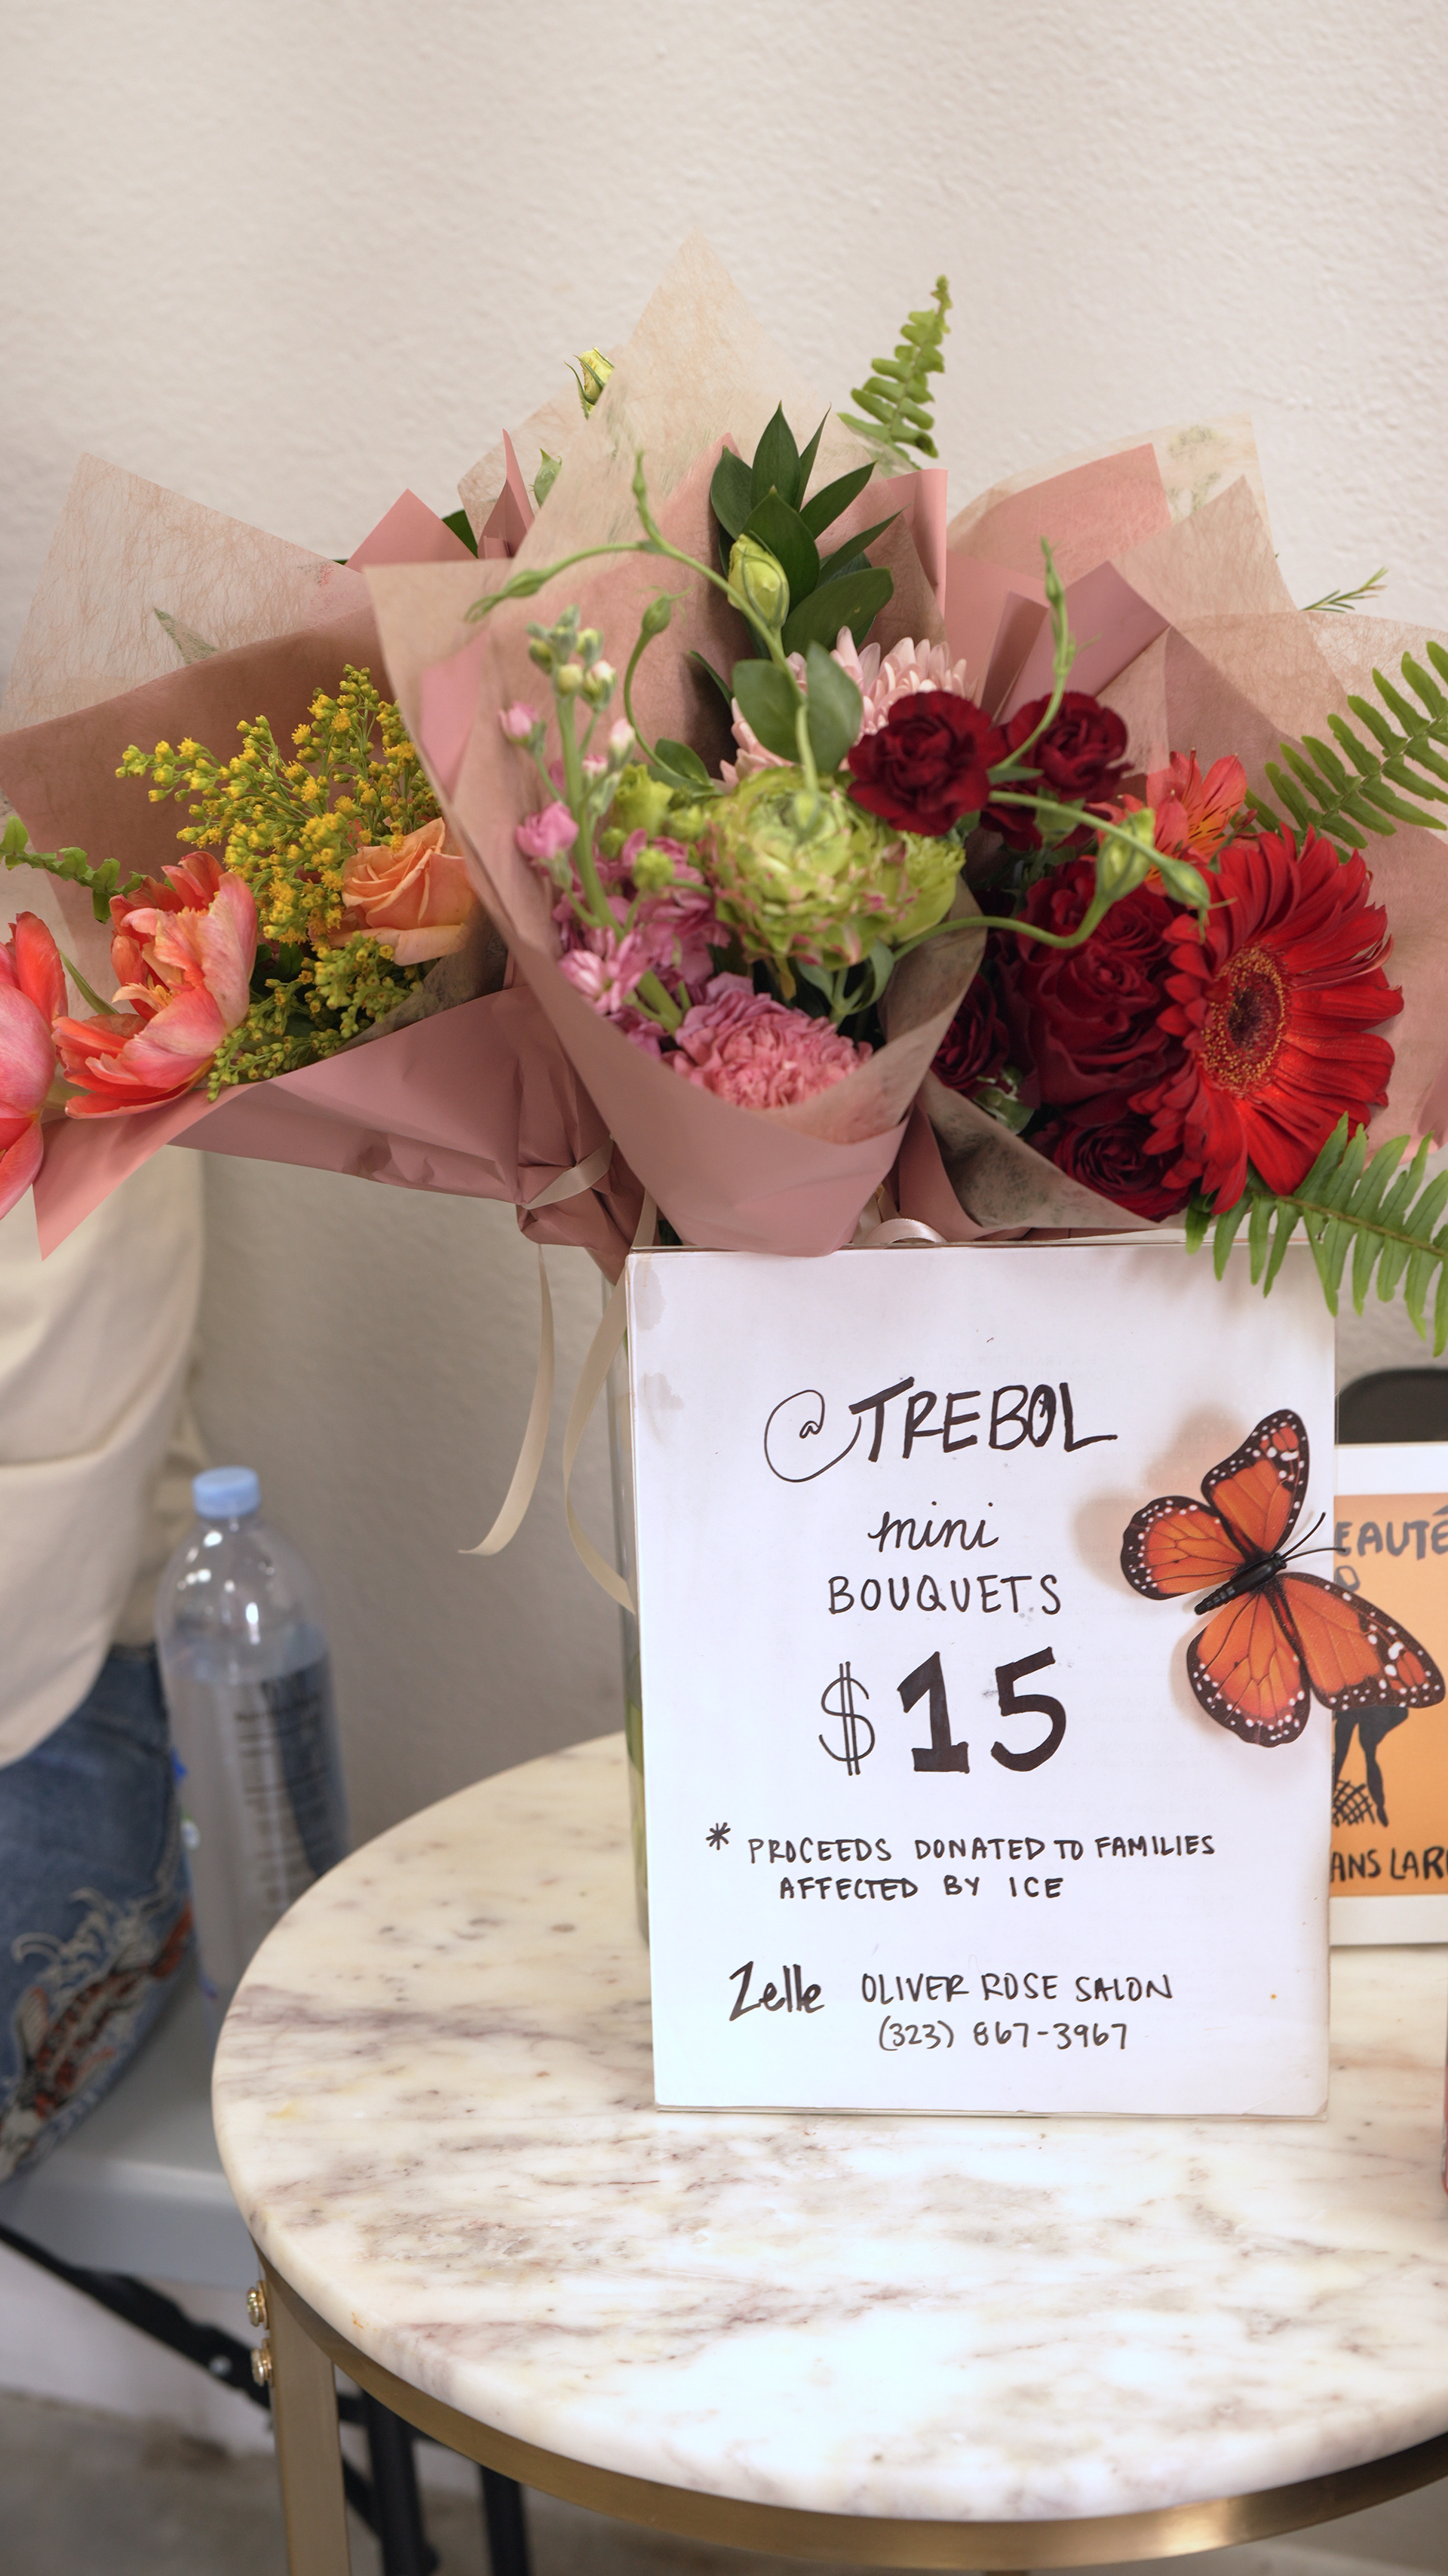 @TREBOL
mini
BOUQUETS
$15
* PROCEEDS DONATED TO FAMILIES
AFFECTED BY ICE
Zelle OLIVER ROSE SALON
(323) 867-3967